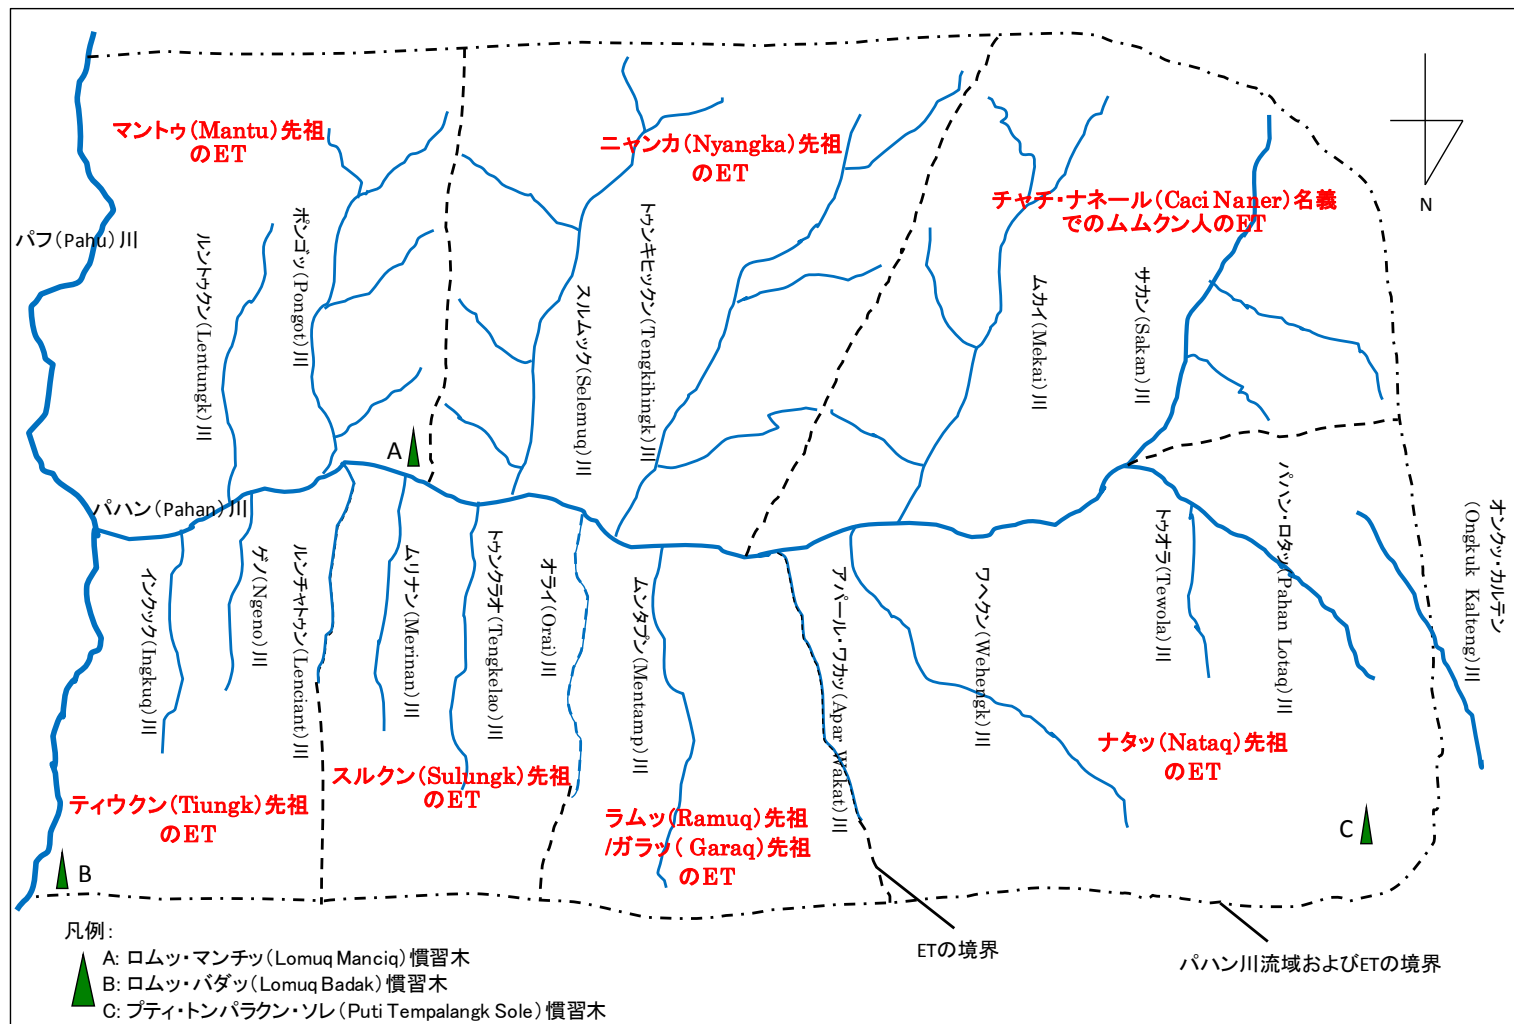 マントゥ(Mantu)先祖
のET
ニャンカ(Nyangka)先祖
のET
チャチ・ナネール(Caci Naner)名義
でのムムクン人のET
N
パフ(Pahu)川
ルントゥクン(Lentungk)川
ポンゴッ(Pongot)川
スルムック(Selemuq)川
トゥンキヒックン(Tengkihingk)川
ムカイ(Mekai)川
サカン(Sakan)川
A
パハン(Pahan)川
インクック(Ingkuq)川
ゲノ(Ngeno)川
ルンチャトゥン(Lenciant)川
ムリナン(Merinan)川
トゥンクラオ(Tengkelao)川
オライ(Orai)川
ムンタプン(Mentamp)川
アパール・ワカッ(Apar Wakat)川
ワヘクン(Wehengk)川
トゥオラ(Tewola)川
パハン・ロタッ(Pahan Lotaq)川
オンクッ・カルテン
(Ongkuk Kalteng)川
ティウクン(Tiungk)先祖
のET
スルクン(Sulungk)先祖
のET
ラムッ(Ramuq)先祖
/ガラッ( Garaq)先祖
のET
ナタッ(Nataq)先祖
のET
B
C
ETの境界
パハン川流域およびETの境界
凡例:
A: ロムッ・マンチッ(Lomuq Manciq)慣習木
B: ロムッ・バダッ(Lomuq Badak)慣習木
C: プティ・トンパラクン・ソレ(Puti Tempalangk Sole)慣習木